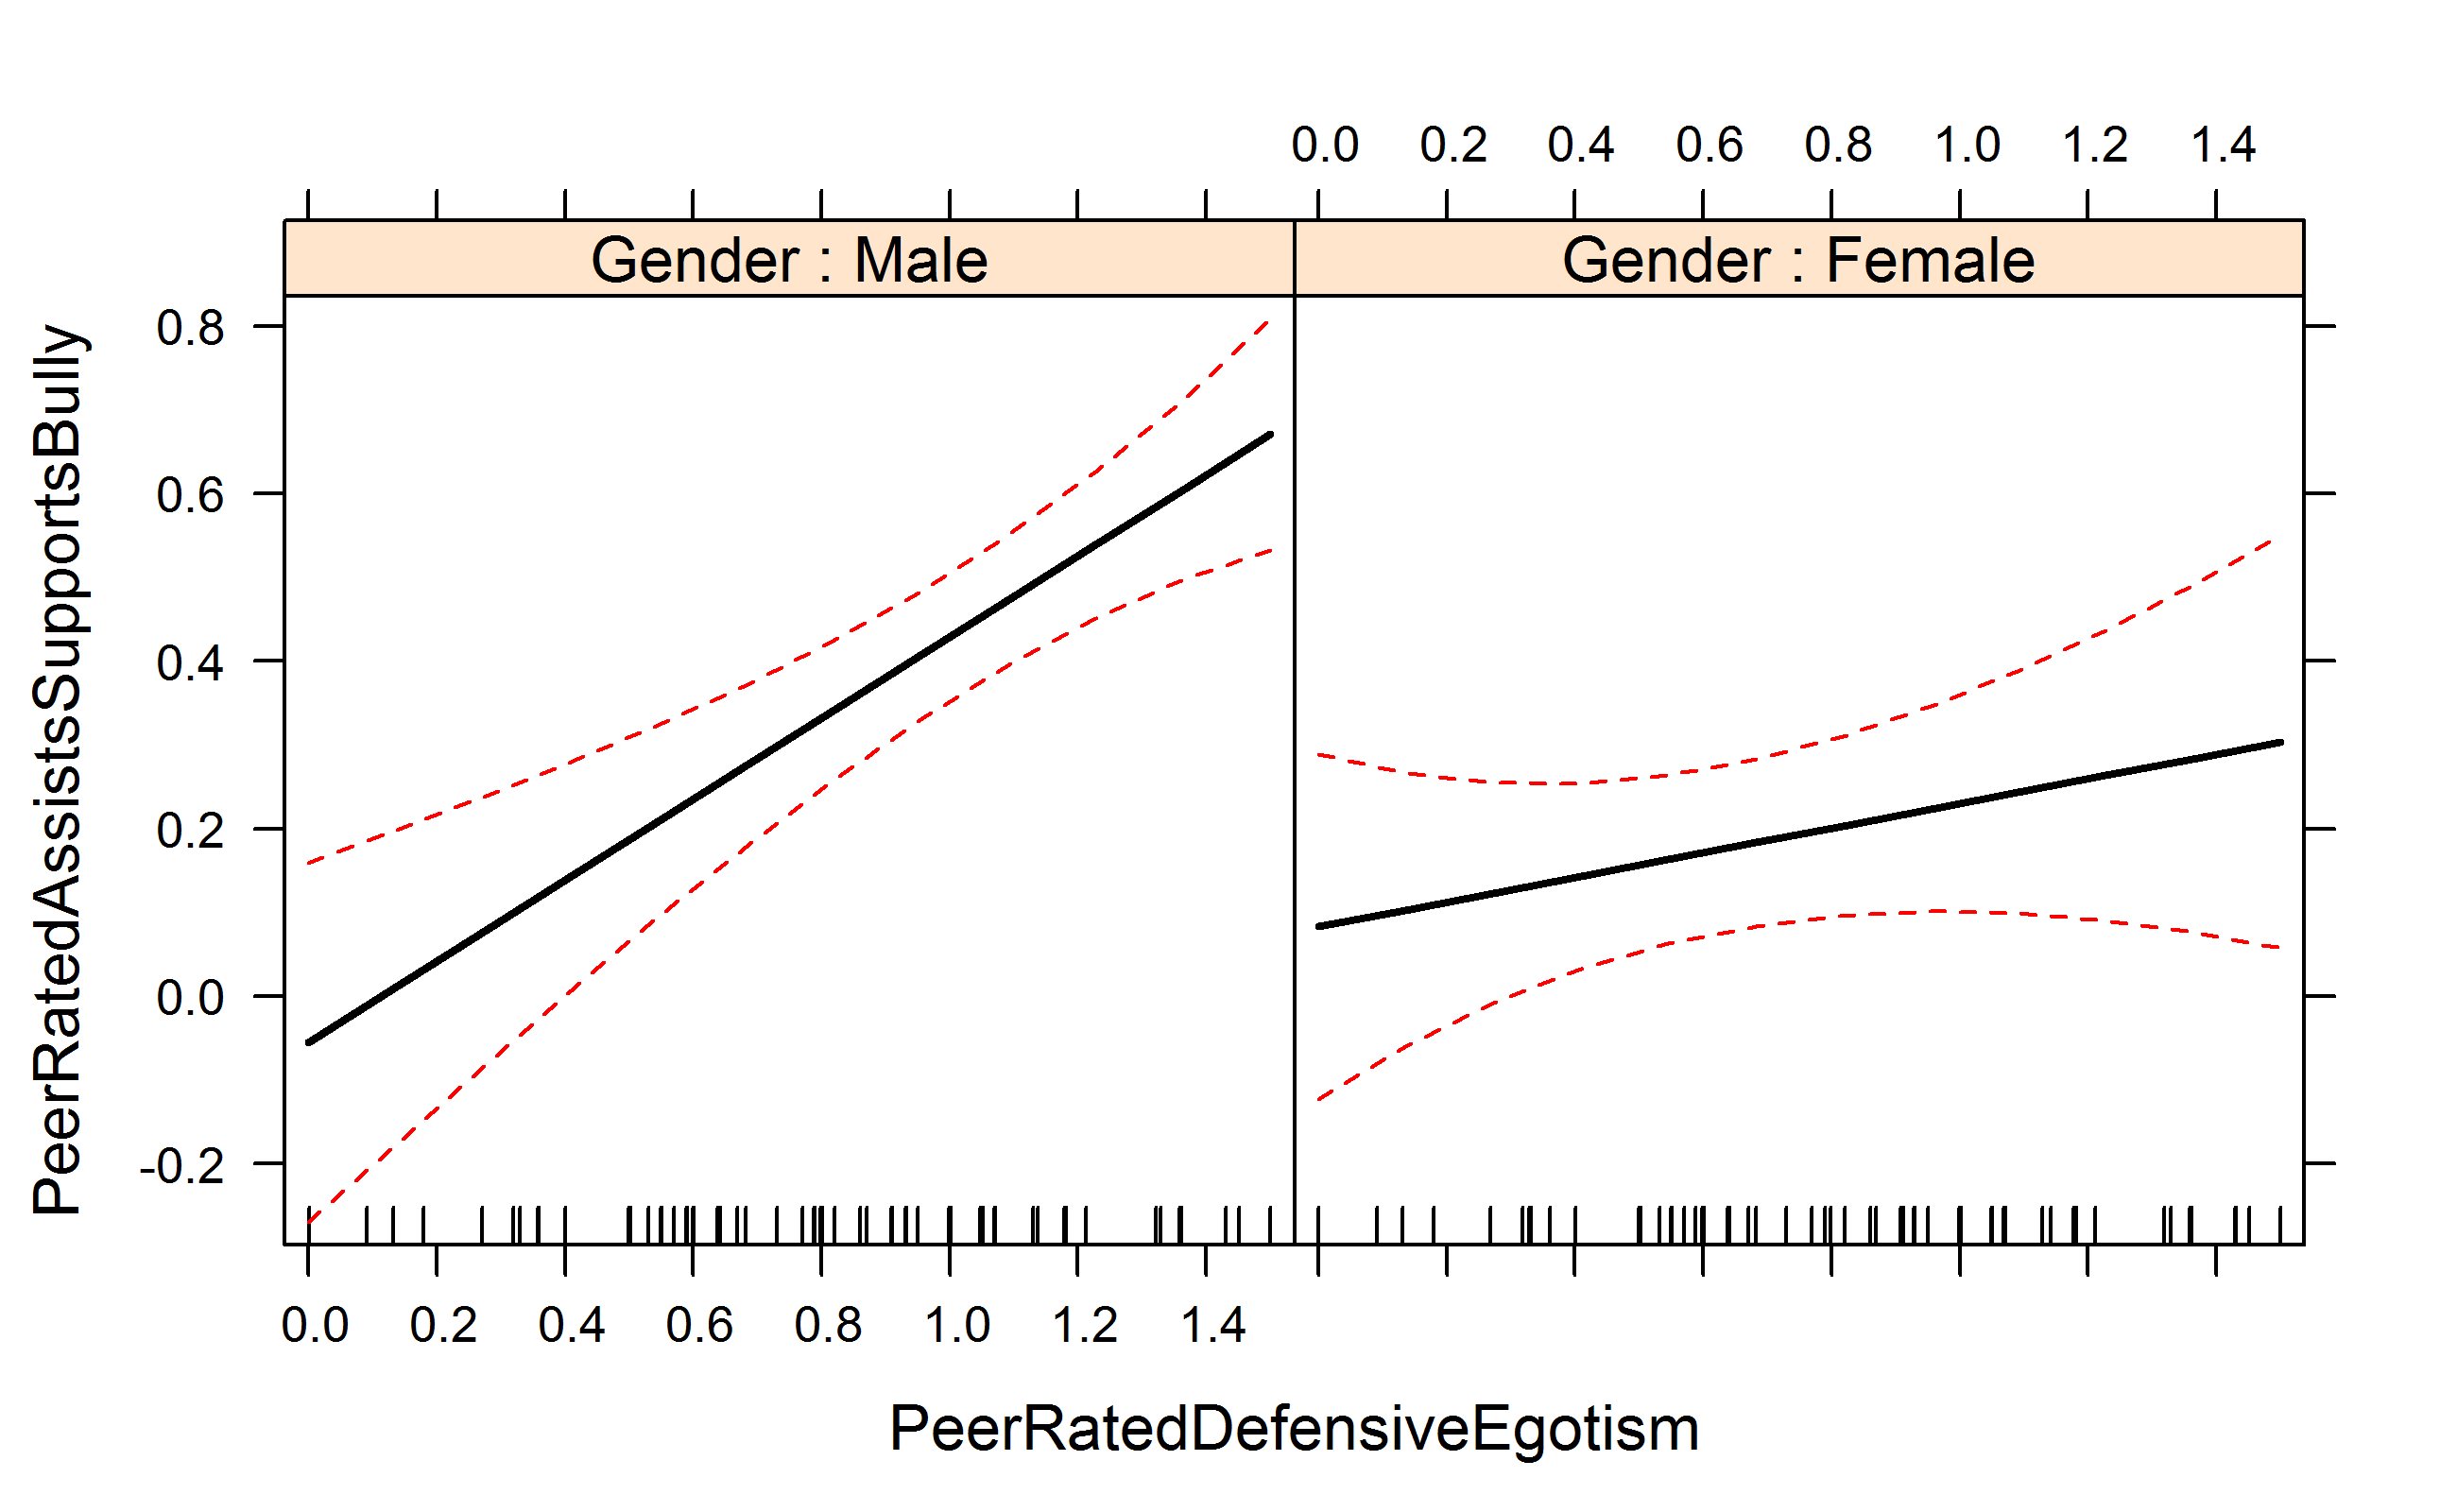 0.0 0.2 0.4 0.6 0.8 1.0 1.2 1.4
Gender : Male
Gender : Female
PeerRatedAssistsSupportsBully
0.8
0.6
0.4
0.2
0.0
-0.2
0.0 0.2 0.4 0.6 0.8 1.0 1.2 1.4
PeerRatedDefensiveEgotism